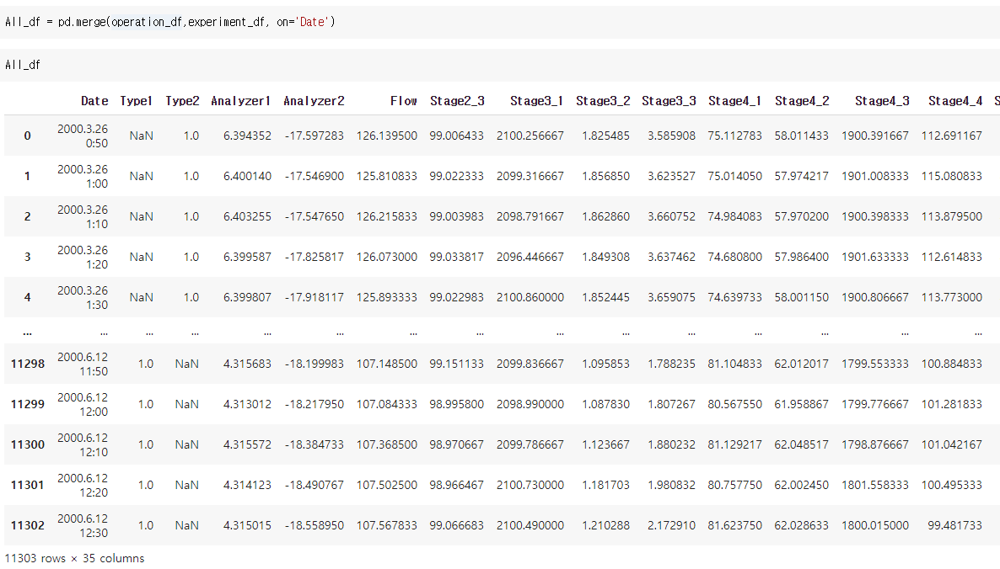 All_df = pd.merge(operation_df,experiment_df, on='Date')
All_df
Date Type1 Type2 Analyzer1 Analyzer2 Flow Stage2_3 Stage3_1 Stage3_2 Stage3_3 Stage4_1 Stage4_2 Stage4_3 Stage4_4 S
0 2000.3.26 0:50 NaN 1.0 6.394352 -17.597283 126.139500 99.006433 2100.256667 1.825485 3.585908 75.112783 58.011433 1900.391667 112.691167
1 2000.3.26 1:00 NaN 1.0 6.400140 -17.546900 125.810833 99.022333 2099.316667 1.856850 3.623527 75.014050 57.974217 1901.008333 115.080833
2 2000.3.26 1:10 NaN 1.0 6.403255 -17.547650 126.215833 99.003983 2098.791667 1.862860 3.660752 74.984083 57.970200 1900.398333 113.879500
3 2000.3.26 1:20 NaN 1.0 6.399587 -17.825817 126.073000 99.033817 2096.446667 1.849308 3.637462 74.680800 57.986400 1901.633333 112.614833
4 2000.3.26 1:30 NaN 1.0 6.399807 -17.918117 125.893333 99.022983 2100.860000 1.852445 3.659075 74.639733 58.001150 1900.806667 113.773000
... ... ... ... ... ... ... ... ... ... ... ... ... ... ...
11298 2000.6.12 11:50 1.0 NaN 4.315683 -18.199983 107.148500 99.151133 2099.836667 1.095853 1.788235 81.104833 62.012017 1799.553333 100.884833
11299 2000.6.12 12:00 1.0 NaN 4.313012 -18.217950 107.084333 98.995800 2098.990000 1.087830 1.807267 80.567550 61.958867 1799.776667 101.281833
11300 2000.6.12 12:10 1.0 NaN 4.315572 -18.384733 107.368500 98.970667 2099.786667 1.123667 1.880232 81.129217 62.048517 1798.876667 101.042167
11301 2000.6.12 12:20 1.0 NaN 4.314123 -18.490767 107.502500 98.966467 2100.730000 1.181703 1.980832 80.757750 62.002450 1801.558333 100.495333
11302 2000.6.12 12:30 1.0 NaN 4.315015 -18.558950 107.567833 99.066683 2100.490000 1.210288 2.172910 81.623750 62.028633 1800.015000 99.481733
11303 rows × 35 columns